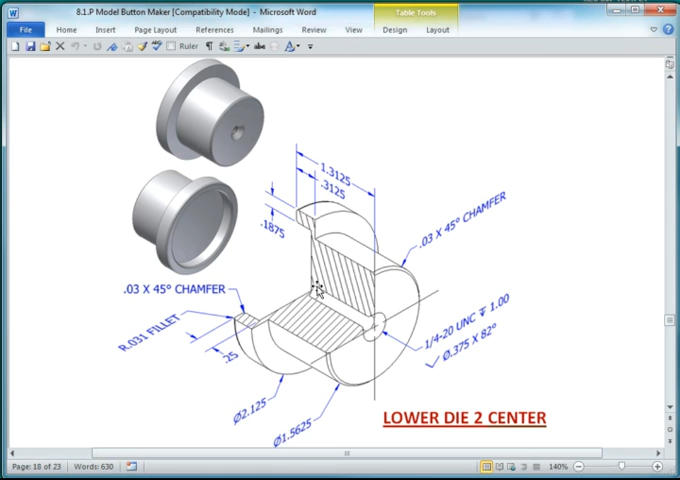 8.1.P Model Button Maker [Compatibility Mode] - Microsoft Word
Table Tools
File Home Insert Page Layout References Mailings Review View Design Layout
Ruler
1.3125
.3125
.1875
.03 X 45° CHAMFER
.03 X 45° CHAMFER
R.031 FILLET
.25
1/4-20 UNC ↧ 1.00
⌵ Ø.375 X 82°
Ø2.125
Ø1.5625
LOWER DIE 2 CENTER
Page: 18 of 23 Words: 630 140%